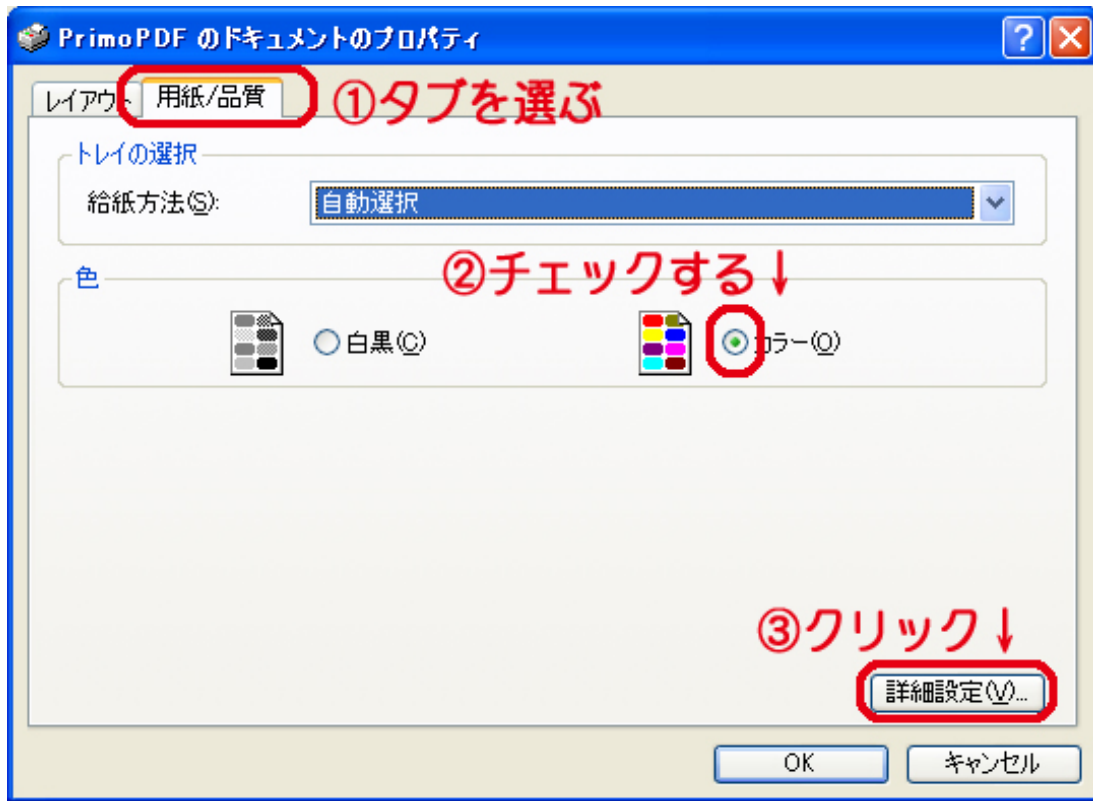 PrimoPDF のドキュメントのプロパティ
レイアウト 用紙/品質 ①タブを選ぶ
トレイの選択
給紙方法(S): 自動選択
色 ②チェックする↓
白黒(C) カラー(O)
③クリック↓
詳細設定(V)...
OK キャンセル